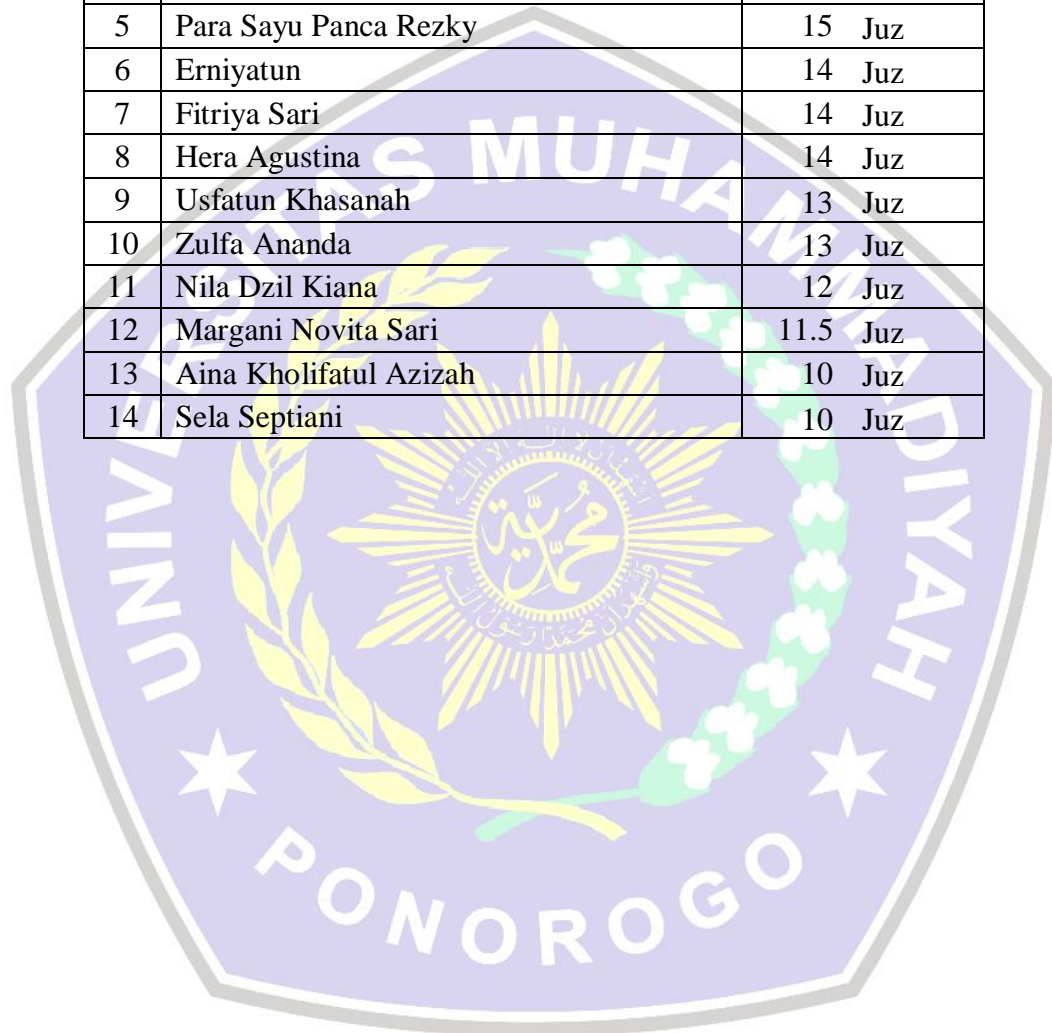 5 Para Sayu Panca Rezky 15 Juz
6 Erniyatun 14 Juz
7 Fitriya Sari 14 Juz
8 Hera Agustina 14 Juz
9 Usfatun Khasanah 13 Juz
10 Zulfa Ananda 13 Juz
11 Nila Dzil Kiana 12 Juz
12 Margani Novita Sari 11.5 Juz
13 Aina Kholifatul Azizah 10 Juz
14 Sela Septiani 10 Juz
UNIVERSITAS MUHAMMADIYAH
PONOROGO
محمدية